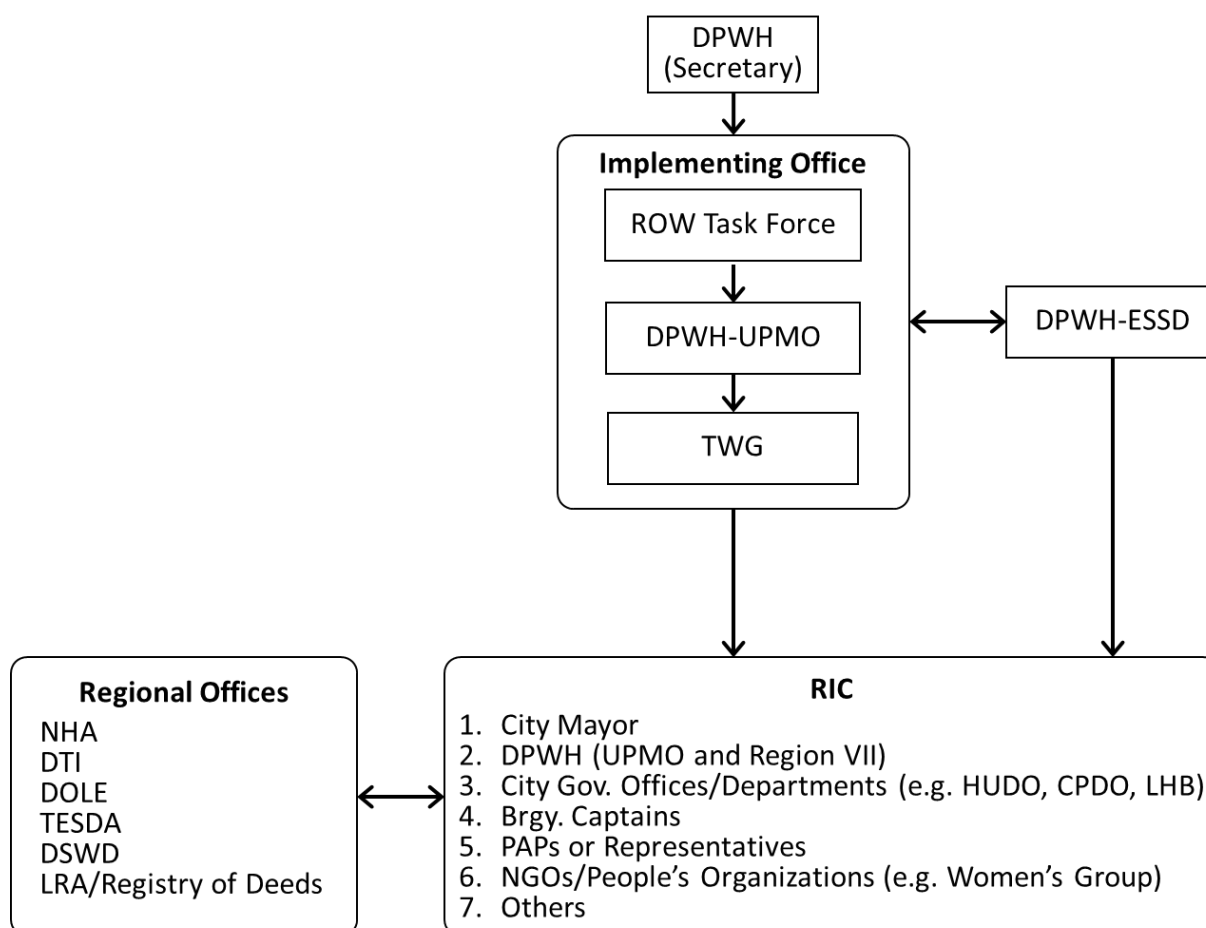 DPWH
(Secretary)
Implementing Office
ROW Task Force
DPWH-UPMO
DPWH-ESSD
TWG
Regional Offices
NHA
DTI
DOLE
TESDA
DSWD
LRA/Registry of Deeds
RIC
1. City Mayor
2. DPWH (UPMO and Region VII)
3. City Gov. Offices/Departments (e.g. HUDO, CPDO, LHB)
4. Brgy. Captains
5. PAPs or Representatives
6. NGOs/People’s Organizations (e.g. Women’s Group)
7. Others